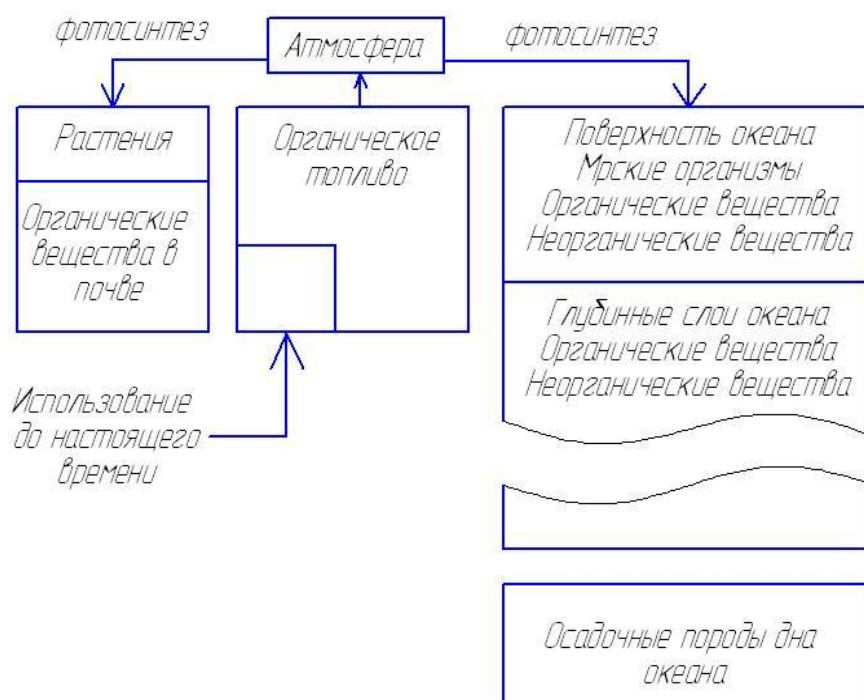 фотосинтез
Атмосфера
фотосинтез
Растения
Органические
вещества в
почве
Органическое
топливо
Поверхность океана
Мрские организмы
Органические вещества
Неорганические вещества
Глубинные слои океана
Органические вещества
Неорганические вещества
Использование
до настоящего
времени
Осадочные породы дна
океана